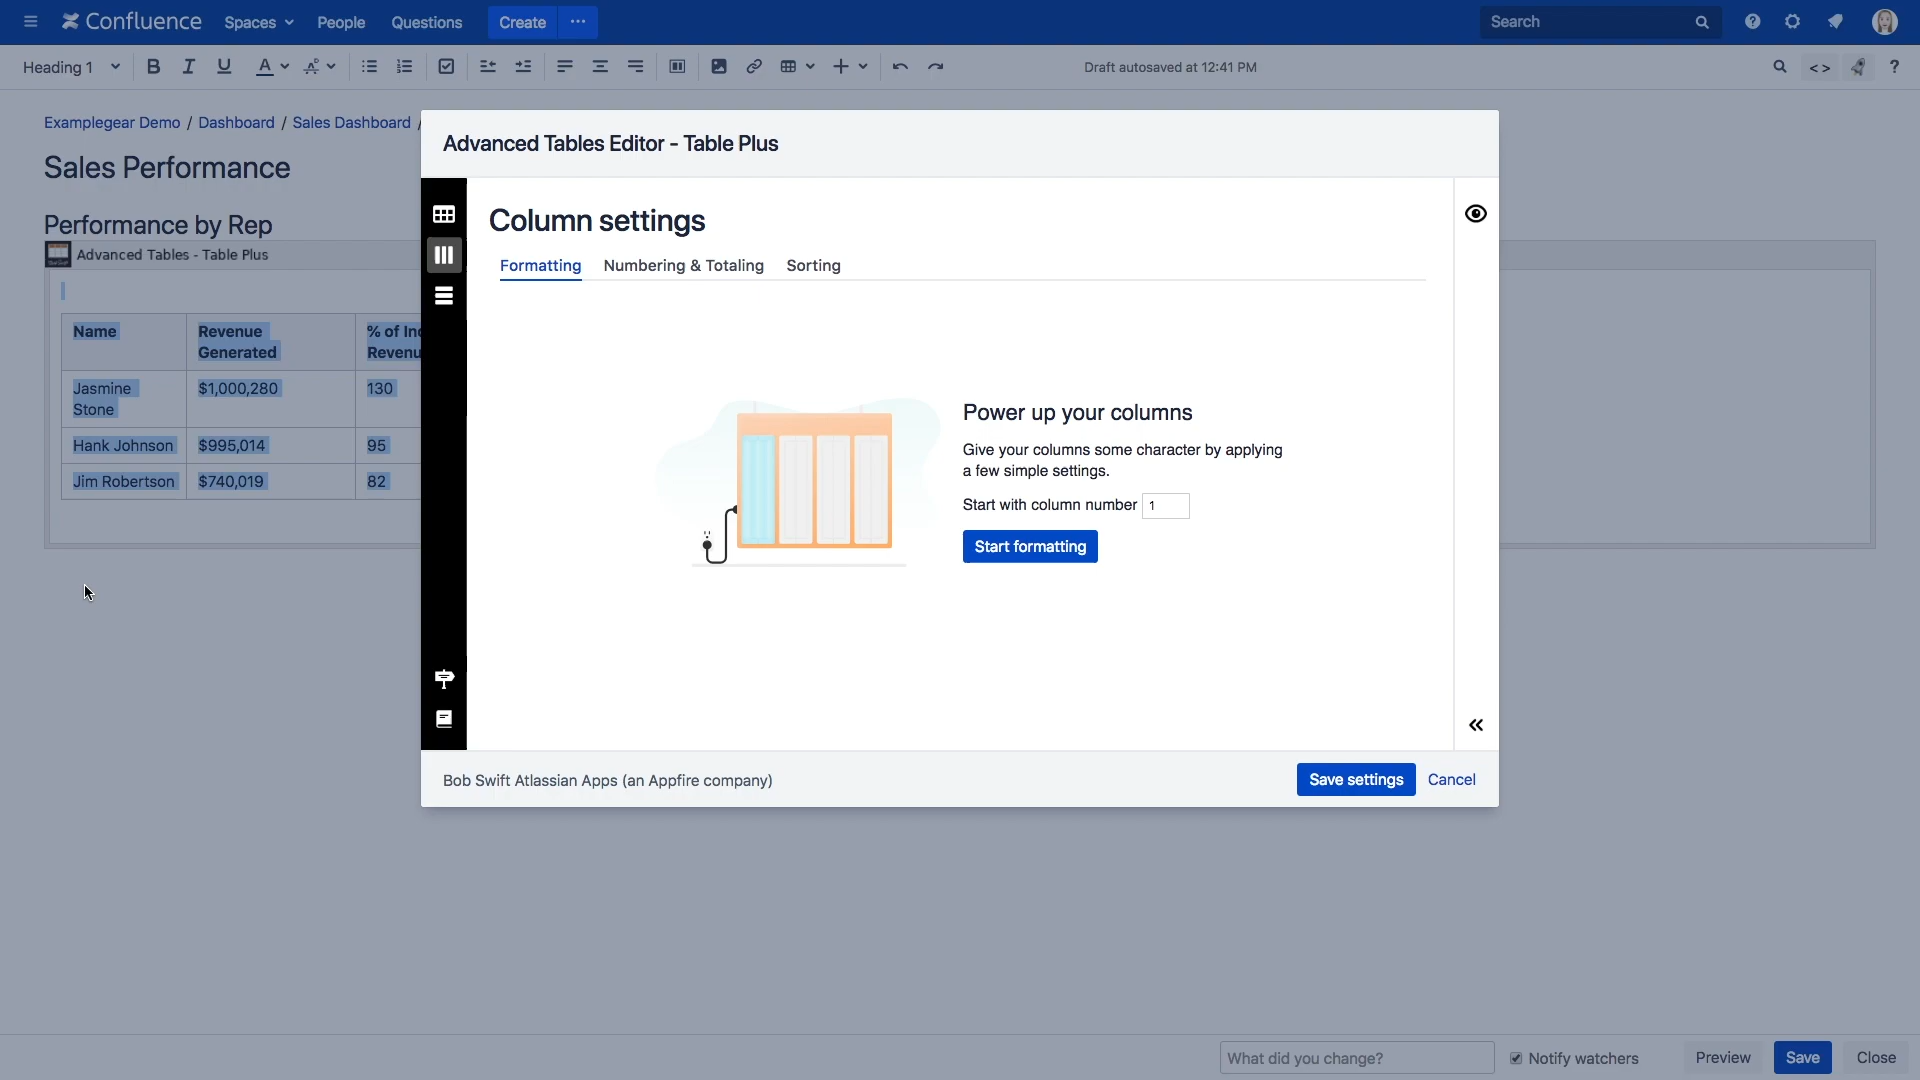 Confluence Spaces People Questions Create ··· Search
Heading 1 B I U A Draft autosaved at 12:41 PM < > ?
Examplegear Demo / Dashboard / Sales Dashboard /
Sales Performance
Performance by Rep
Advanced Tables - Table Plus
Name Revenue % of
Generated
Jasmine $1,000,280 130
Stone
Hank Johnson $995,014 95
Jim Robertson $740,019 82
Advanced Tables Editor - Table Plus
Column settings
Formatting Numbering & Totaling Sorting
Power up your columns
Give your columns some character by applying
a few simple settings.
Start with column number 1
Start formatting
Bob Swift Atlassian Apps (an Appfire company)
Save settings Cancel
What did you change? Notify watchers Preview Save Close